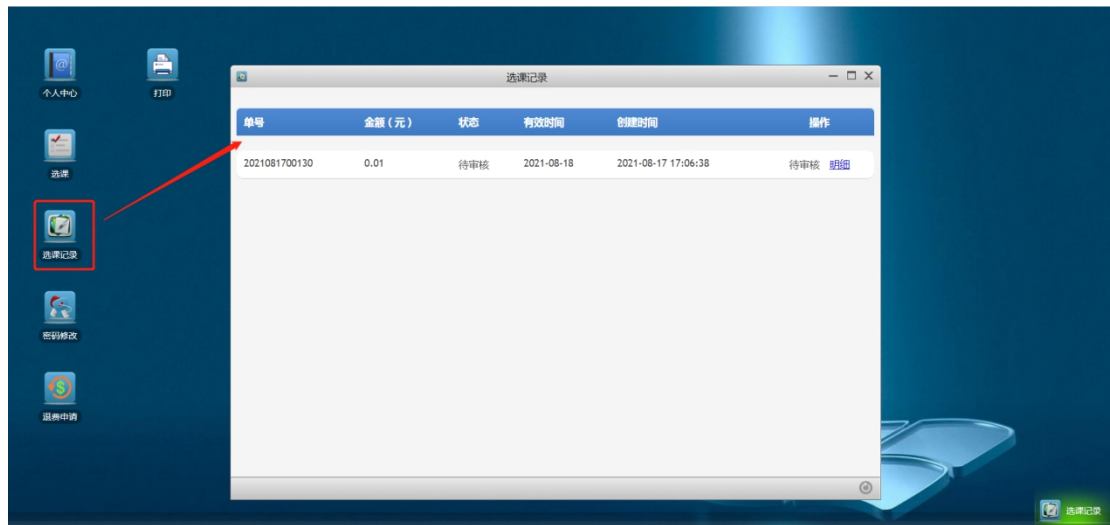 个人中心
打印
选课
选课记录
密码修改
退费申请
选课记录
单号 金额（元） 状态 有效时间 创建时间 操作
2021081700130 0.01 待审核 2021-08-18 2021-08-17 17:06:38 待审核 明细
选课记录